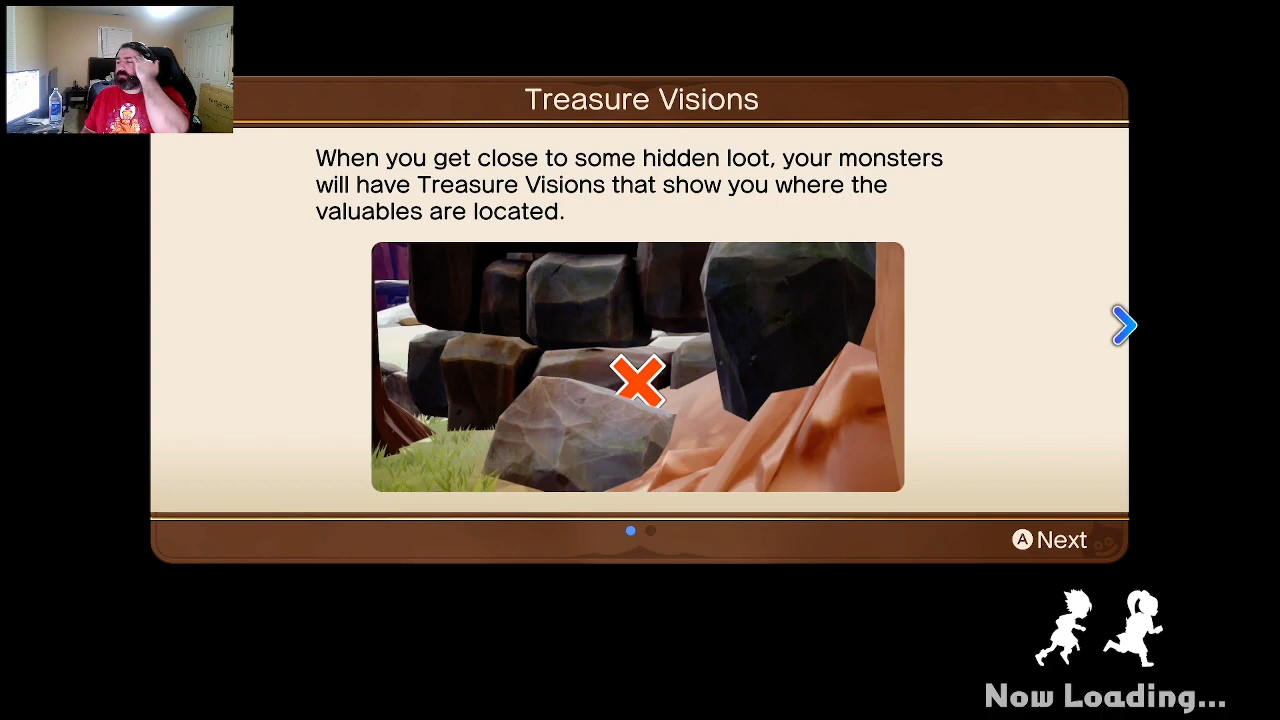 Treasure Visions
When you get close to some hidden loot, your monsters
will have Treasure Visions that show you where the
valuables are located.
A Next
Now Loading...